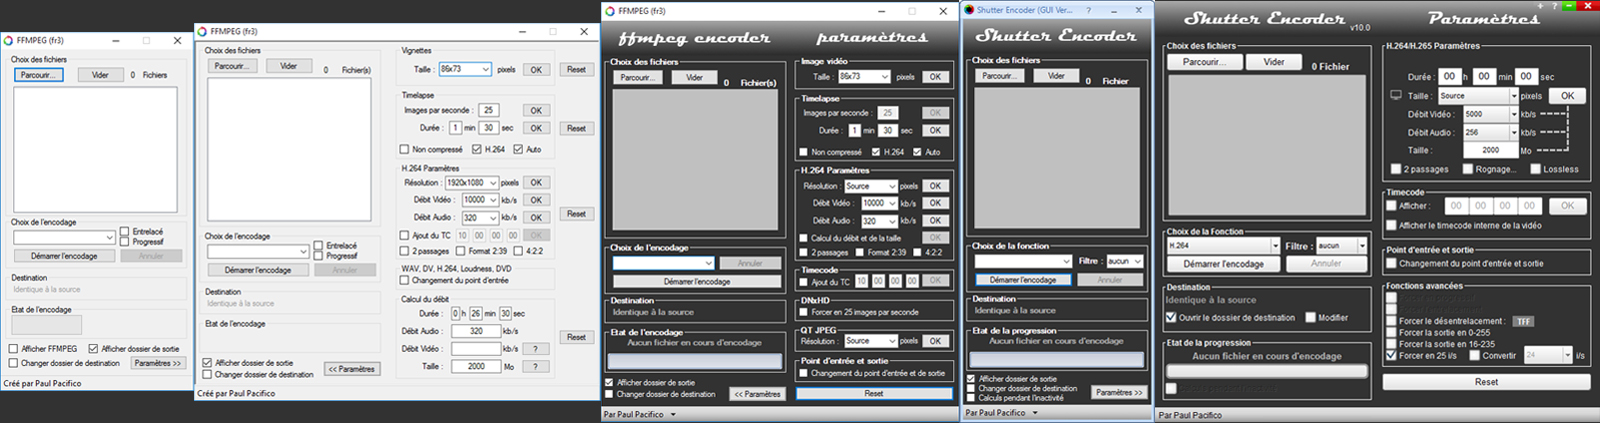 FFMPEG (fr3)
Choix des fichiers
Parcourir... Vider 0 Fichiers
Choix de l'encodage
Entrelacé
Progressif
Démarrer l'encodage Annuler
Destination
Identique à la source
Etat de l'encodage
Afficher FFMPEG Afficher dossier de sortie
Changer dossier de destination Paramètres >>
Créé par Paul Pacifico
FFMPEG (fr3)
Choix des fichiers
Parcourir... Vider 0 Fichier(s)
Choix de l'encodage
Entrelacé
Progressif
Démarrer l'encodage Annuler
Destination
Identique à la source
Etat de l'encodage
Afficher dossier de sortie
Changer dossier de destination << Paramètres
Créé par Paul Pacifico
Vignettes
Taille : 86x73 pixels OK Reset
Timelapse
Images par seconde : 25 OK
Durée : 1 min 30 sec OK Reset
Non compressé H.264 Auto
H.264 Paramètres
Résolution : 1920x1080 pixels OK
Débit Vidéo : 10000 kb/s OK
Débit Audio : 320 kb/s OK Reset
Ajout du TC 10 00 00 00 OK
2 passages Format 2:39 4:2:2
WAV, DV, H.264, Loudness, DVD
Changement du point d'entrée
Calcul du débit
Durée : 0 h 26 min 30 sec
Débit Audio : 320 kb/s Reset
Débit Vidéo : kb/s ?
Taille : 2000 Mo ?
FFMPEG (fr3)
ffmpeg encoder paramètres
Choix des fichiers
Parcourir... Vider 0 Fichier(s)
Choix de l'encodage
Annuler
Démarrer l'encodage
Destination
Identique à la source
Etat de l'encodage
Aucun fichier en cours d'encodage
Afficher dossier de sortie
Changer dossier de destination << Paramètres
Par Paul Pacifico
Image vidéo
Taille : 86x73 pixels OK
Timelapse
Images par seconde : 25 OK
Durée : 1 min 30 sec OK
Non compressé H.264 Auto
H.264 Paramètres
Résolution : Source pixels OK
Débit Vidéo : 10000 kb/s OK
Débit Audio : 320 kb/s OK
Calcul du débit et de la taille OK
2 passages Format 2:39 4:2:2
Timecode
Ajout du TC 10 00 00 00 OK
DNxHD
Forcer en 25 images par seconde
QT JPEG
Résolution : Source OK
Point d'entrée et sortie
Changement du point d'entrée et sortie
Reset
Shutter Encoder (GUI Ver...
Shutter Encoder
Choix des fichiers
Parcourir... Vider 0 Fichier
Choix de la fonction
Filtre : aucun
Démarrer l'encodage Annuler
Destination
Identique à la source
Etat de la progression
Aucun fichier en cours d'encodage
Afficher dossier de sortie
Changer dossier de destination
Calculs pendant l'inactivité Paramètres >>
Par Paul Pacifico
Shutter Encoder v10.0 Paramètres
Choix des fichiers
Parcourir... Vider 0 Fichier
Choix de la Fonction
H.264 Filtre : aucun
Démarrer l'encodage Annuler
Destination
Identique à la source
Ouvrir le dossier de destination Modifier
Etat de la progression
Aucun fichier en cours d'encodage
Par Paul Pacifico
H.264/H.265 Paramètres
Durée : 00 h 00 min 00 sec
Taille : Source pixels OK
Débit Vidéo : 5000 kb/s
Débit Audio : 256 kb/s
Taille : 2000 Mo
2 passages Rognage... Lossless
Timecode
Afficher : 00 00 00 00 OK
Afficher le timecode interne de la vidéo
Point d'entrée et sortie
Changement du point d'entrée et sortie
Fonctions avancées
Forcer le désentrelacement : TFF
Forcer la sortie en 0-255
Forcer la sortie en 16-235
Forcer en 25 i/s Convertir 24 i/s
Reset